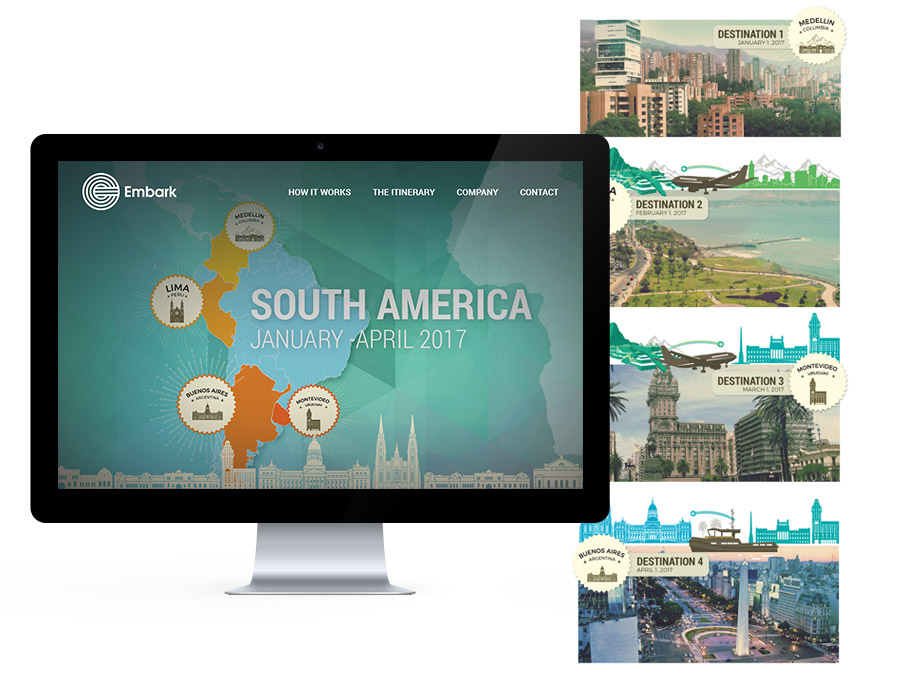 Embark
HOW IT WORKS
THE ITINERARY
COMPANY
CONTACT
MEDELLIN
COLUMBIA
LIMA
PERU
SOUTH AMERICA
JANUARY -APRIL 2017
BUENOS AIRES
ARGENTINA
MONTEVIDEO
URUGUAY
DESTINATION 1
JANUARY 1, 2017
MEDELLIN
COLUMBIA
A
DESTINATION 2
FEBRUARY 1, 2017
DESTINATION 3
MARCH 1, 2017
MONTEVIDEO
URUGUAY
BUENOS AIRES
ARGENTINA
DESTINATION 4
APRIL 1, 2017